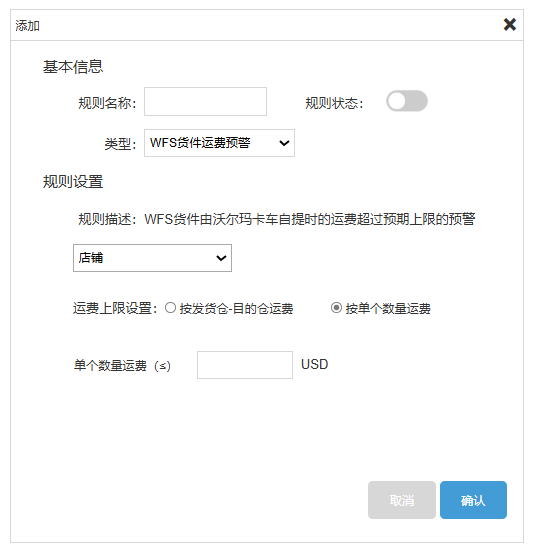 添加
基本信息
规则名称：
规则状态：
类型： WFS货件运费预警
规则设置
规则描述：WFS货件由沃尔玛卡车自提时的运费超过预期上限的预警
店铺
运费上限设置： 按发货仓-目的仓运费 按单个数量运费
单个数量运费（≤） USD
取消 确认